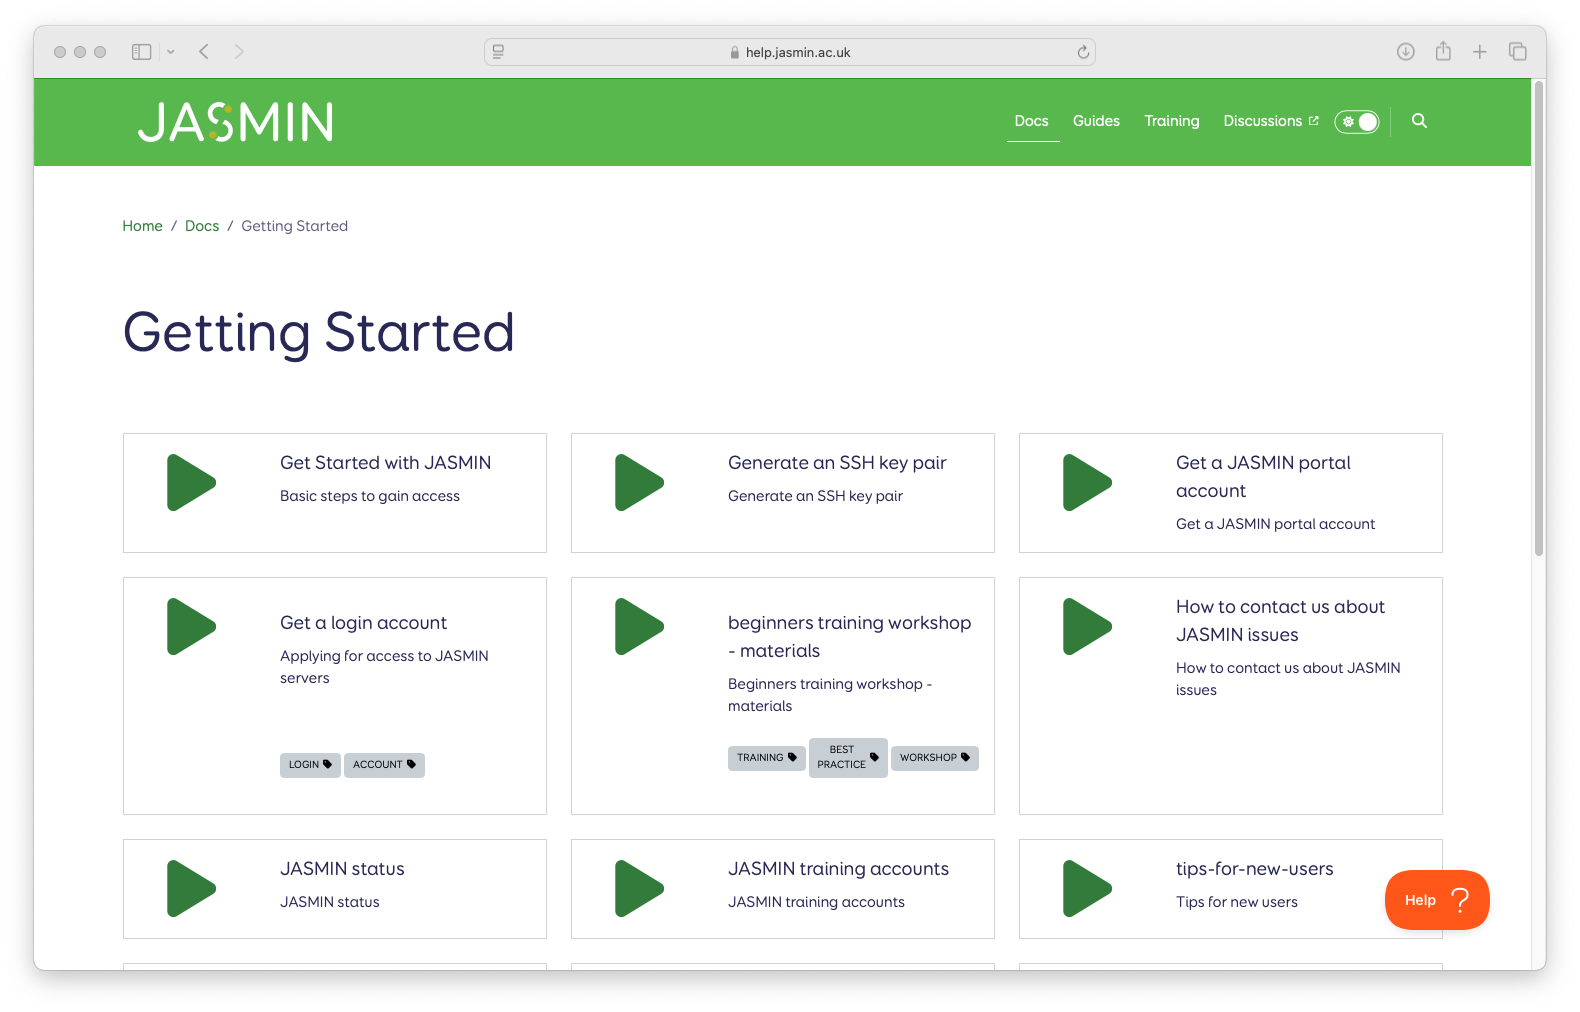 help.jasmin.ac.uk
JASMIN
Docs
Guides
Training
Discussions
Home / Docs / Getting Started
Getting Started
Get Started with JASMIN
Basic steps to gain access
Generate an SSH key pair
Generate an SSH key pair
Get a JASMIN portal
account
Get a JASMIN portal account
Get a login account
Applying for access to JASMIN
servers
LOGIN
ACCOUNT
beginners training workshop
- materials
Beginners training workshop -
materials
TRAINING
BEST
PRACTICE
WORKSHOP
How to contact us about
JASMIN issues
How to contact us about JASMIN
issues
JASMIN status
JASMIN status
JASMIN training accounts
JASMIN training accounts
tips-for-new-users
Tips for new users
Help ?